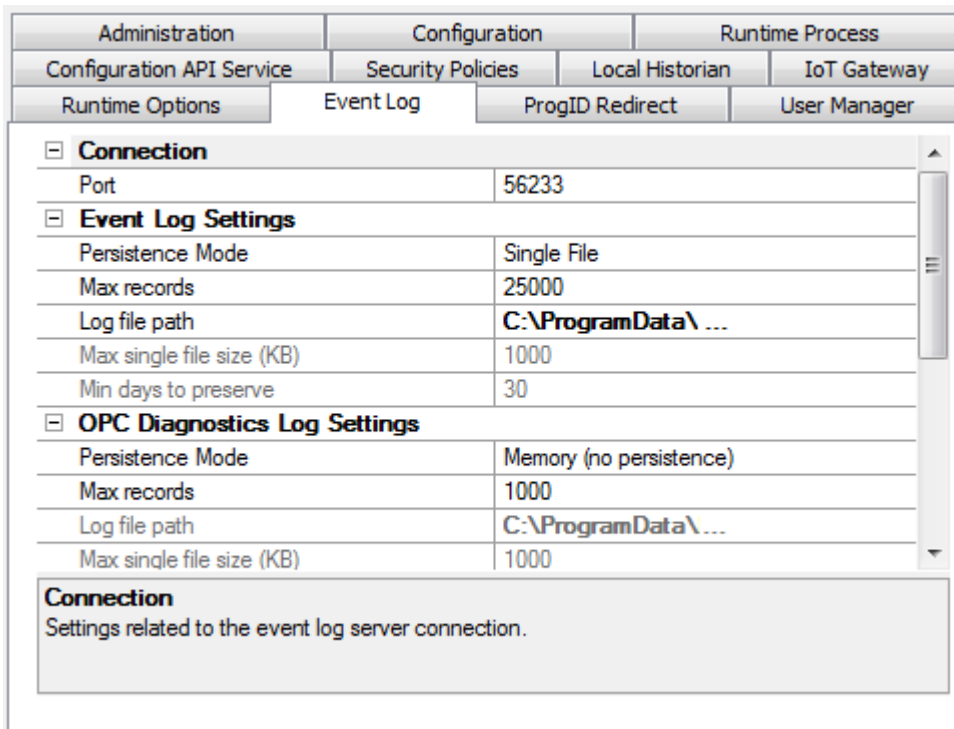 Administration Configuration Runtime Process
Configuration API Service Security Policies Local Historian IoT Gateway
Runtime Options Event Log ProgID Redirect User Manager
Connection
Port 56233
Event Log Settings
Persistence Mode Single File
Max records 25000
Log file path C:\ProgramData\ ...
Max single file size (KB) 1000
Min days to preserve 30
OPC Diagnostics Log Settings
Persistence Mode Memory (no persistence)
Max records 1000
Log file path C:\ProgramData\ ...
Max single file size (KB) 1000
Connection
Settings related to the event log server connection.